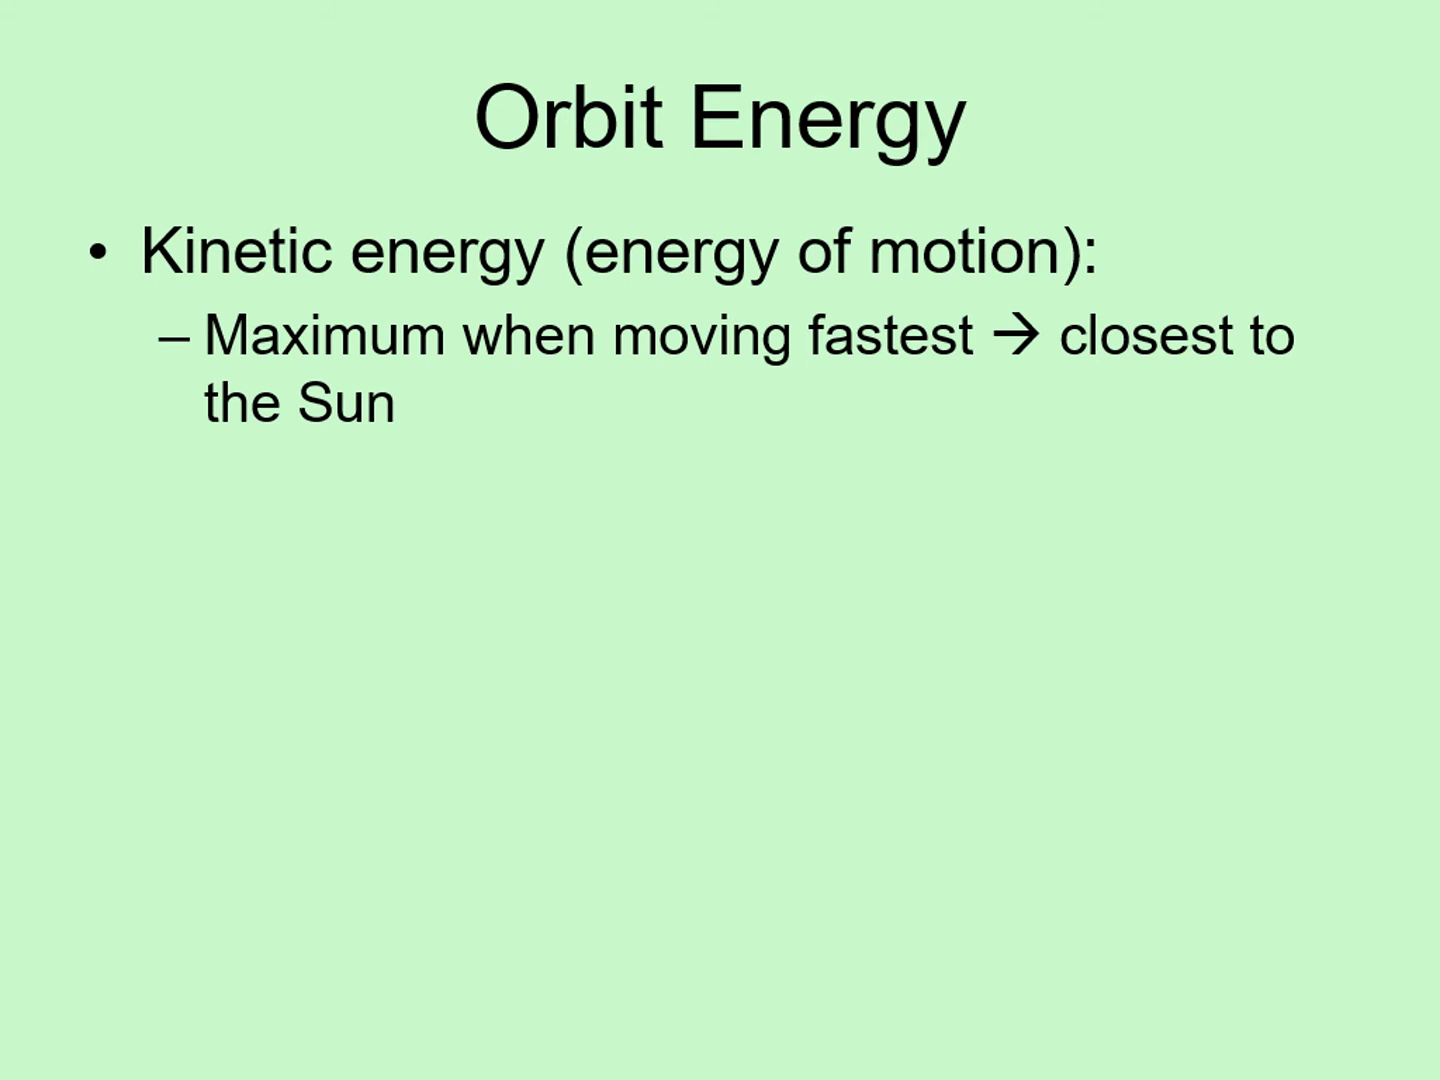 Orbit Energy
• Kinetic energy (energy of motion):
– Maximum when moving fastest → closest to
the Sun